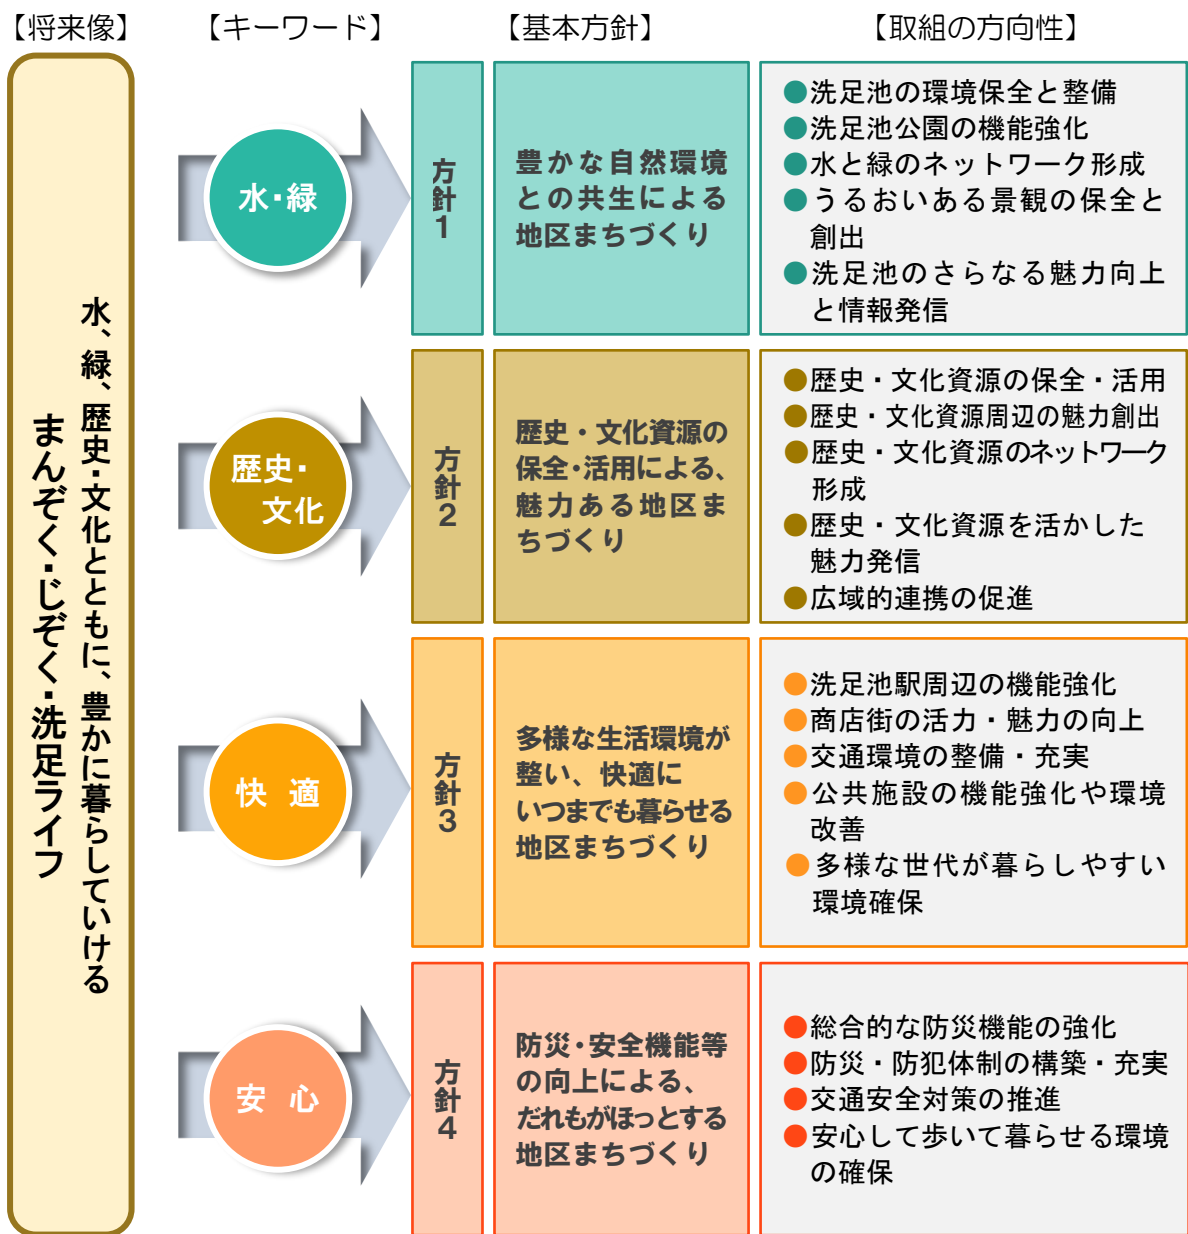 【将来像】
【キーワード】
【基本方針】
【取組の方向性】
水、緑、歴史・文化とともに、豊かに暮らしていける
まんぞく・じぞく・洗足ライフ
水・緑
方針1
豊かな自然環境
との共生による
地区まちづくり
●洗足池の環境保全と整備
●洗足池公園の機能強化
●水と緑のネットワーク形成
●うるおいある景観の保全と
創出
●洗足池のさらなる魅力向上
と情報発信
歴史・
文化
方針2
歴史・文化資源の
保全・活用による、
魅力ある地区ま
ちづくり
●歴史・文化資源の保全・活用
●歴史・文化資源周辺の魅力創出
●歴史・文化資源のネットワーク
形成
●歴史・文化資源を活かした
魅力発信
●広域的連携の促進
快 適
方針3
多様な生活環境が
整い、快適に
いつまでも暮らせる
地区まちづくり
●洗足池駅周辺の機能強化
●商店街の活力・魅力の向上
●交通環境の整備・充実
●公共施設の機能強化や環境
改善
●多様な世代が暮らしやすい
環境確保
安 心
方針4
防災・安全機能等
の向上による、
だれもがほっとする
地区まちづくり
●総合的な防災機能の強化
●防災・防犯体制の構築・充実
●交通安全対策の推進
●安心して歩いて暮らせる環境
の確保